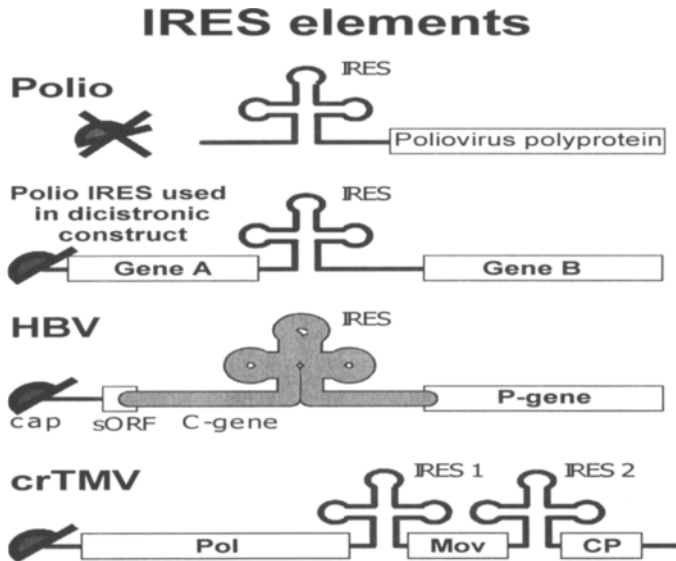 IRES elements
IRES
Polio
Poliovirus polyprotein
Polio IRES used
in dicistronic
construct
IRES
Gene A
Gene B
HBV
IRES
P-gene
cap
sORF
C-gene
crTMV
IRES 1
IRES 2
Pol
Mov
CP